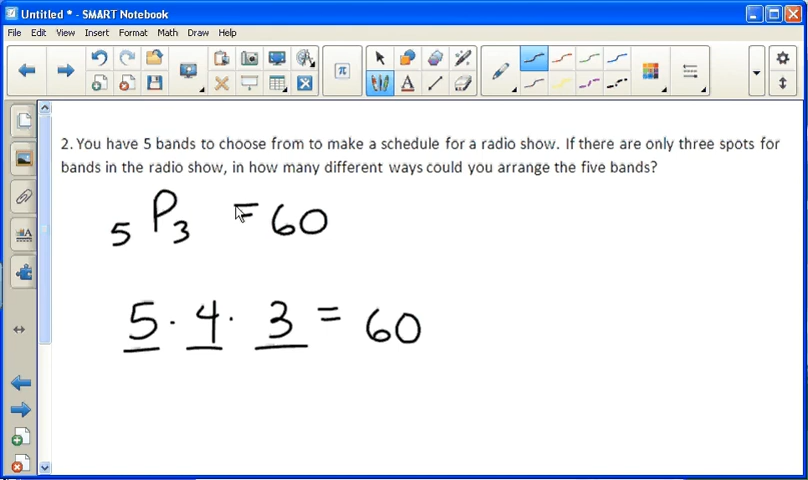 Untitled * - SMART Notebook
File Edit View Insert Format Math Draw Help
π
A
2. You have 5 bands to choose from to make a schedule for a radio show. If there are only three spots for
bands in the radio show, in how many different ways could you arrange the five bands?
5 P 3 = 60
5 · 4 · 3 = 60